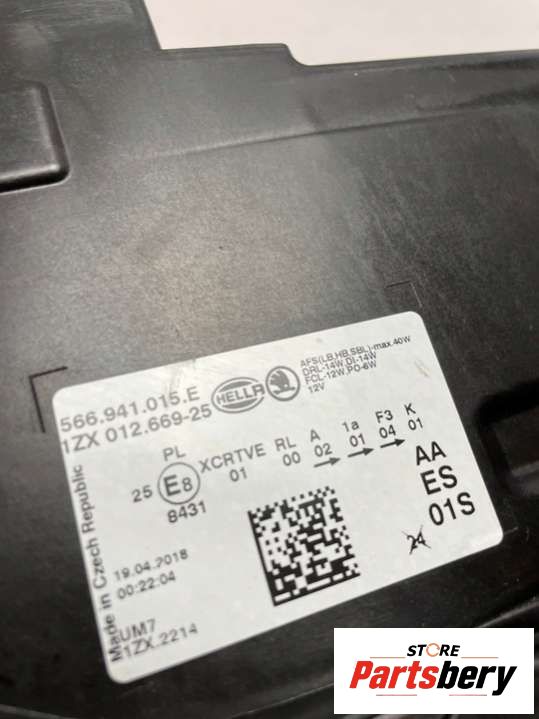 566.941.015.E
1ZX 012.669-25
HELLA
AFS(LB,HB,SBL)-max.40W
DRL-14W,DI-14W
FCL-12W,PO-6W
12V
PL
25 E8 XCRTVE RL A 1a F3 K
8431 01 00 02 01 04 01
AA
ES
01S
24
Made in Czech Republic
19.04.2018
00:22:04
UM7
1ZX.2214
STORE
Partsbery